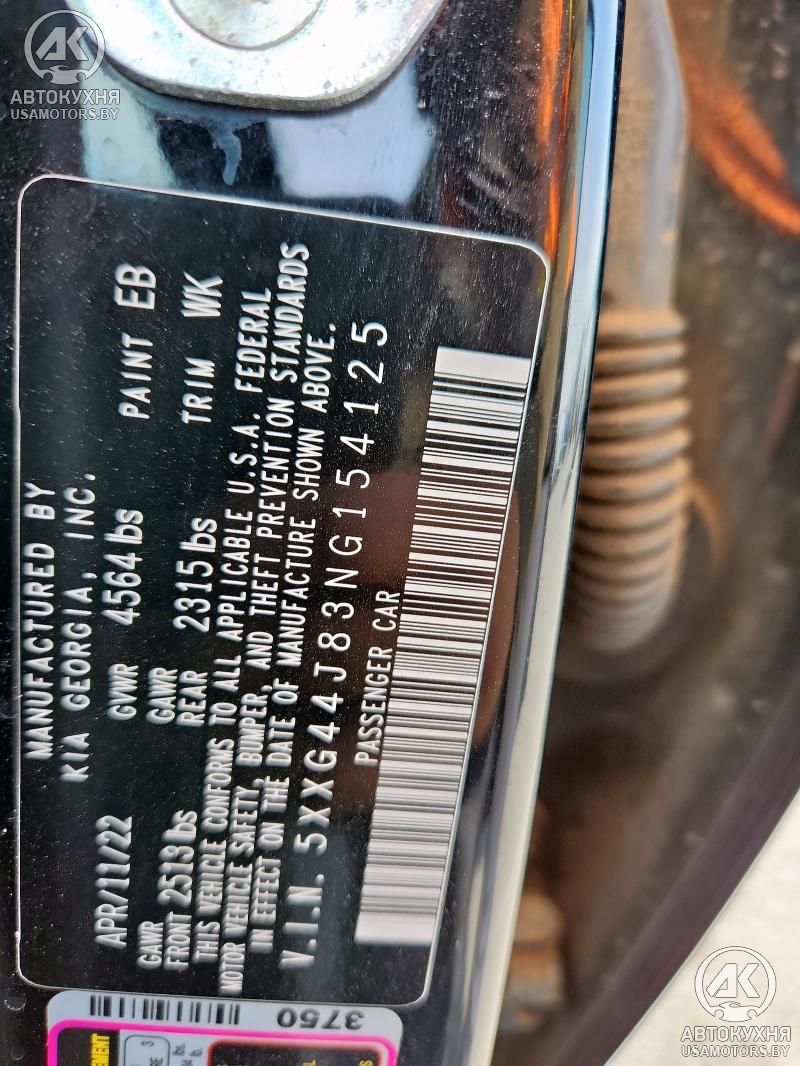 АВТОКУХНЯ
USAMOTORS.BY
MANUFACTURED BY
KIA GEORGIA, INC.
APR/11/22 GVWR 4564 lbs PAINT EB
GAWR GAWR
FRONT 2513 lbs REAR 2315 lbs TRIM WK
THIS VEHICLE CONFORMS TO ALL APPLICABLE U.S.A. FEDERAL
MOTOR VEHICLE SAFETY, BUMPER, AND THEFT PREVENTION STANDARDS
IN EFFECT ON THE DATE OF MANUFACTURE SHOWN ABOVE.
V.I.N. 5XXG44J83NG154125
PASSENGER CAR
3750
АВТОКУХНЯ
USAMOTORS.BY